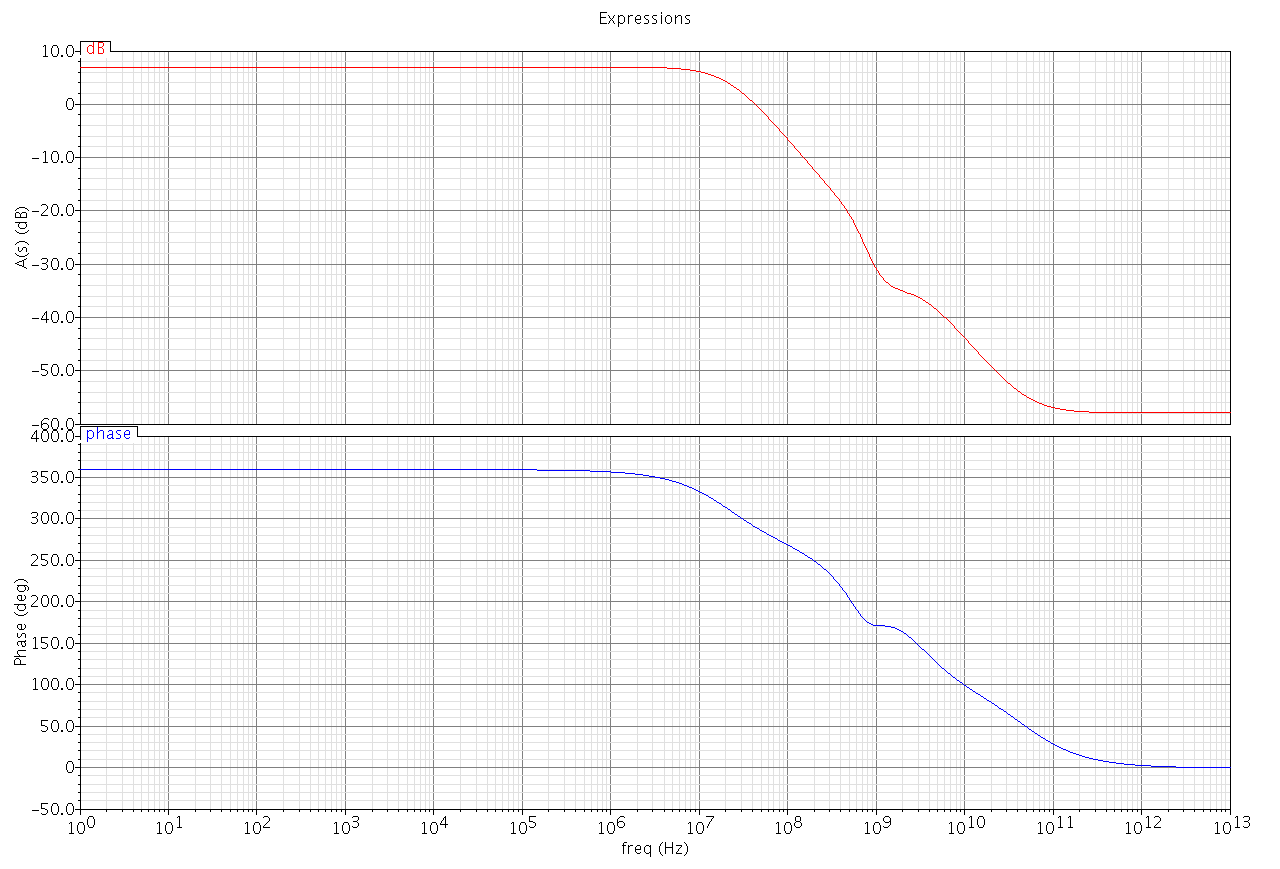 Expressions
dB
10.0
0
−10.0
−20.0
−30.0
−40.0
−50.0
−60.0
A(s) (dB)
phase
400.0
350.0
300.0
250.0
200.0
150.0
100.0
50.0
0
−50.0
Phase (deg)
10⁰ 10¹ 10² 10³ 10⁴ 10⁵ 10⁶ 10⁷ 10⁸ 10⁹ 10¹⁰ 10¹¹ 10¹² 10¹³
freq (Hz)